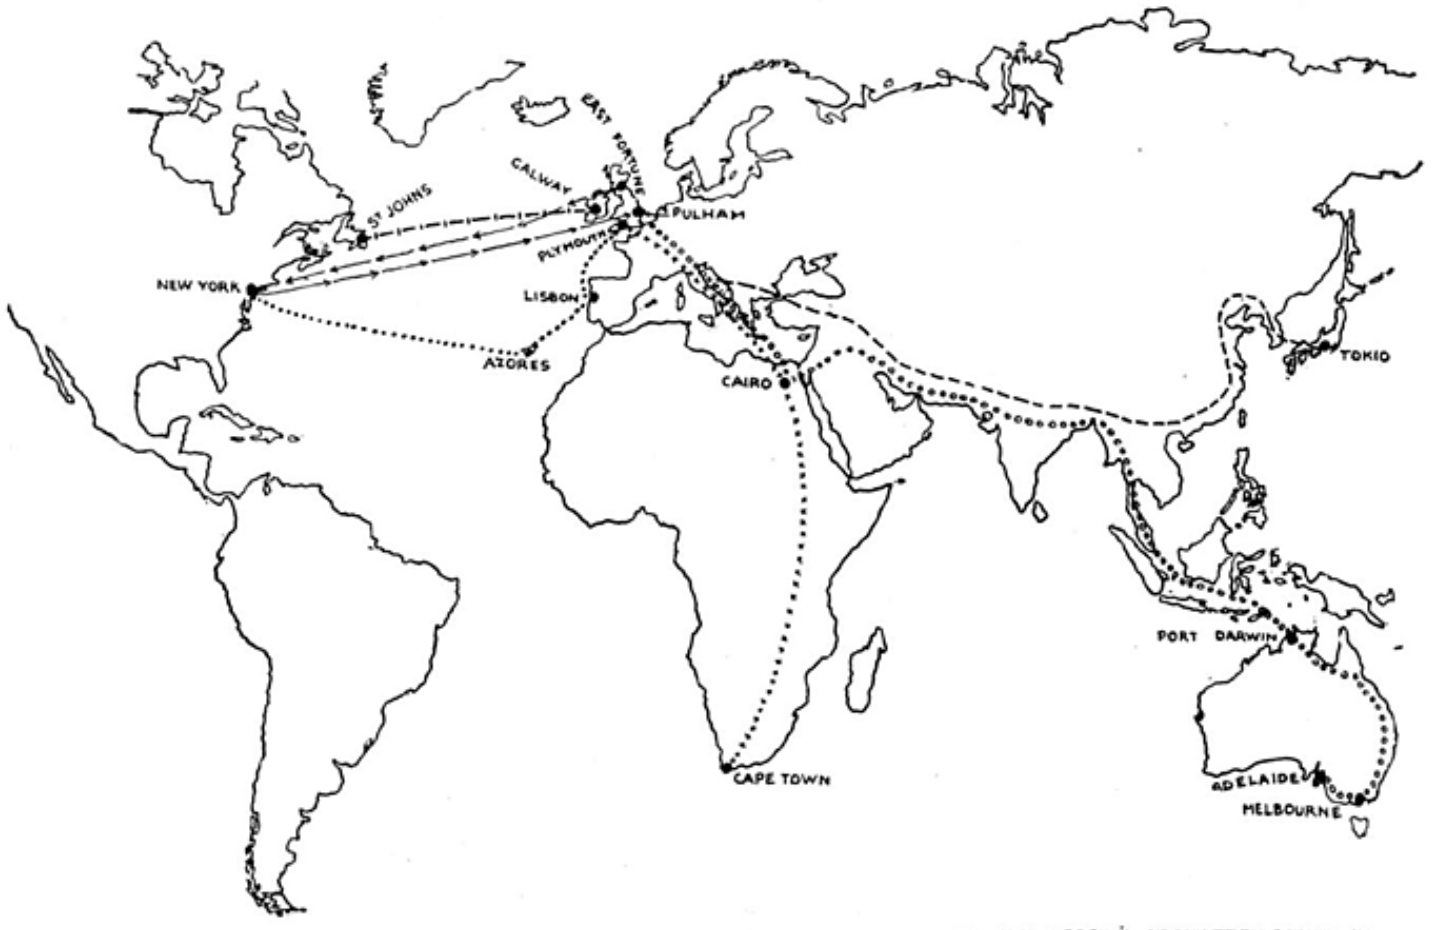 EAST FORTUNE
GALWAY
ST JOHNS
PULHAM
PLYMOUTH
NEW YORK
LISBON
AZORES
CAIRO
TOKIO
PORT DARWIN
CAPE TOWN
ADELAIDE
MELBOURNE